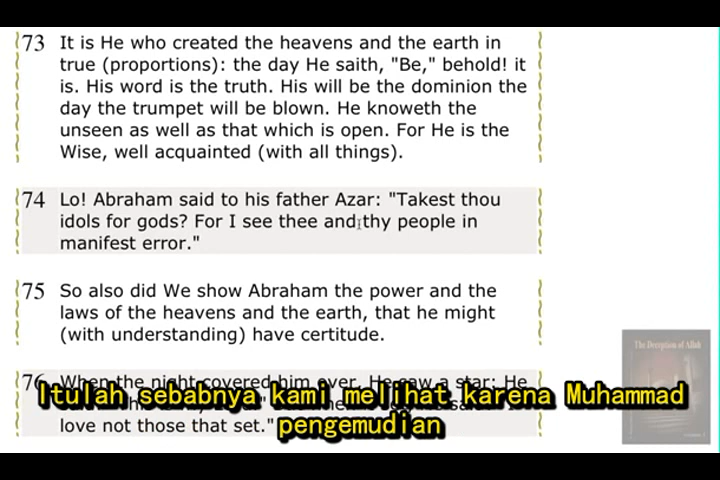 73 It is He who created the heavens and the earth in
true (proportions): the day He saith, "Be," behold! it
is. His word is the truth. His will be the dominion the
day the trumpet will be blown. He knoweth the
unseen as well as that which is open. For He is the
Wise, well acquainted (with all things).
74 Lo! Abraham said to his father Azar: "Takest thou
idols for gods? For I see thee and thy people in
manifest error."
75 So also did We show Abraham the power and the
laws of the heavens and the earth, that he might
(with understanding) have certitude.
76 When the night covered him over, He saw a star: He
love not those that set."
Itulah sebabnya kami melihat karena Muhammad
pengemudian
The Deception of Allah